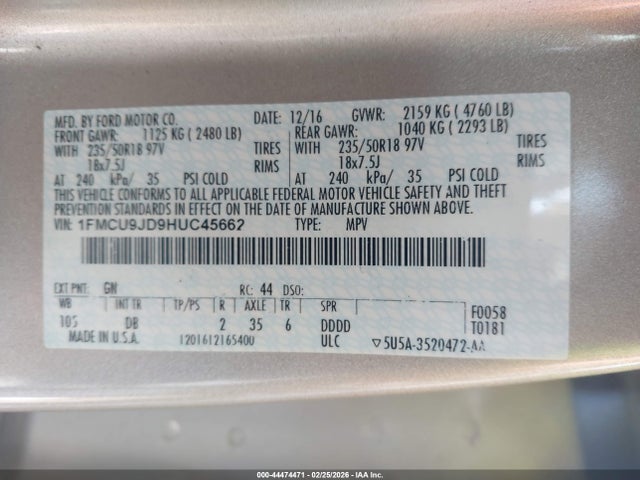 MFD. BY FORD MOTOR CO. DATE: 12/16 GVWR: 2159 KG ( 4760 LB)
FRONT GAWR: 1125 KG ( 2480 LB) REAR GAWR: 1040 KG ( 2293 LB)
WITH 235/50R18 97V TIRES WITH 235/50R18 97V TIRES
18x7.5J RIMS 18x7.5J RIMS
AT 240 kPa/ 35 PSI COLD AT 240 kPa/ 35 PSI COLD
THIS VEHICLE CONFORMS TO ALL APPLICABLE FEDERAL MOTOR VEHICLE SAFETY AND THEFT
PREVENTION STANDARDS IN EFFECT ON THE DATE OF MANUFACTURE SHOWN ABOVE.
VIN: 1FMCU9JD9HUC45662 TYPE: MPV
EXT PNT: GN RC: 44 DSO:
WB INT TR TP/PS R AXLE TR SPR F0058
105 DB 2 35 6 DDDD T0181
MADE IN U.S.A. 1201612165400 ULC ▽5U5A-3520472-AA
000-44474471 - 02/25/2026 - IAA Inc.